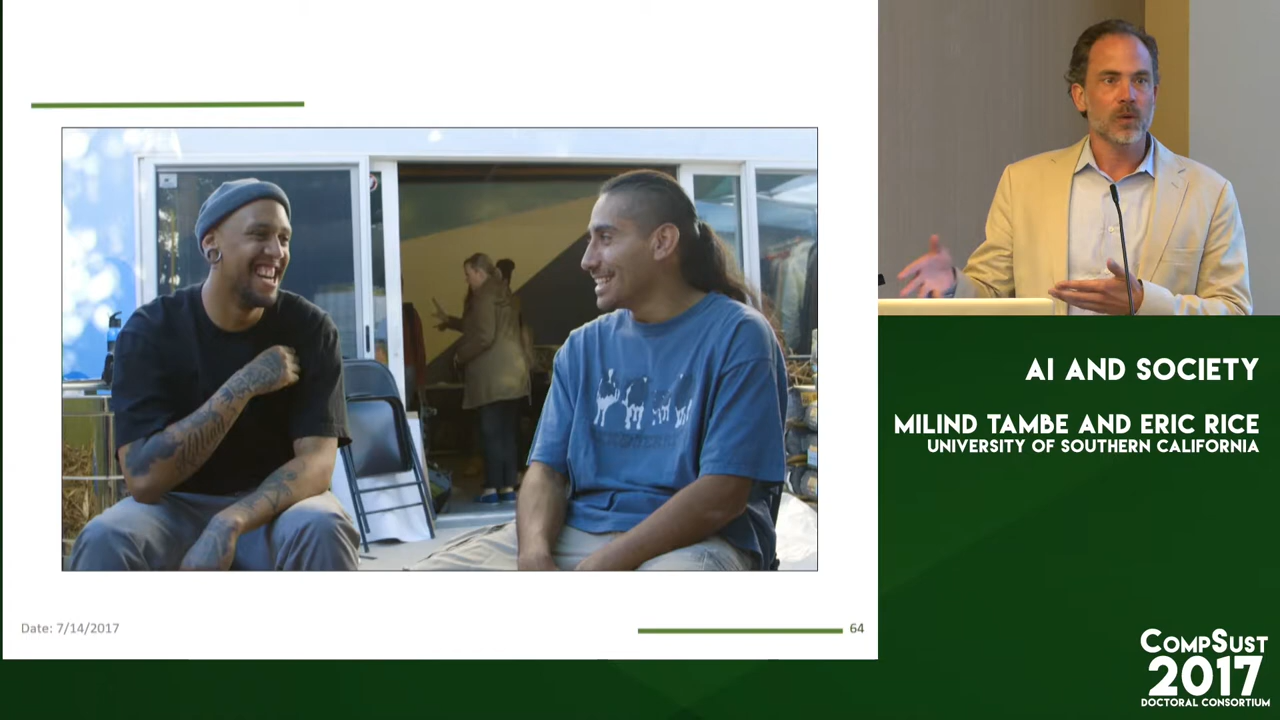 Date: 7/14/2017
64
AI AND SOCIETY
MILIND TAMBE AND ERIC RICE
UNIVERSITY OF SOUTHERN CALIFORNIA
COMPSUST
2017
DOCTORAL CONSORTIUM